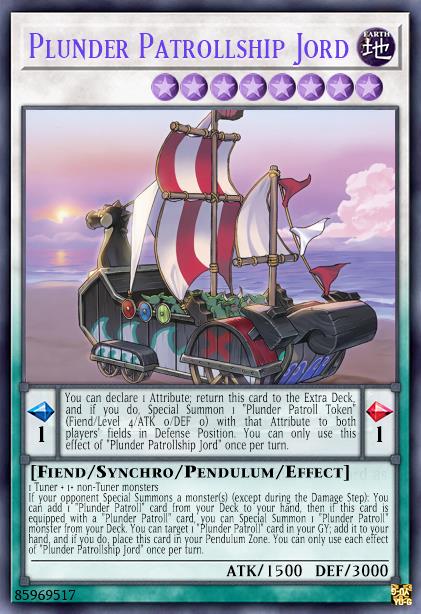 PLUNDER PATROLLSHIP JORD
EARTH
地
You can declare 1 Attribute; return this card to the Extra Deck,
and if you do, Special Summon 1 "Plunder Patroll Token"
(Fiend/Level 4/ATK 0/DEF 0) with that Attribute to both
players' fields in Defense Position. You can only use this
effect of "Plunder Patrollship Jord" once per turn.
1
1
[FIEND/SYNCHRO/PENDULUM/EFFECT]
1 Tuner + 1+ non-Tuner monsters
If your opponent Special Summons a monster(s) (except during the Damage Step): You
can add 1 "Plunder Patroll" card from your Deck to your hand, then if this card is
equipped with a "Plunder Patroll" card, you can Special Summon 1 "Plunder Patroll"
monster from your Deck. You can target 1 "Plunder Patroll" card in your GY; add it to your
hand, and if you do, place this card in your Pendulum Zone. You can only use each effect
of "Plunder Patrollship Jord" once per turn.
ATK/1500 DEF/3000
85969517